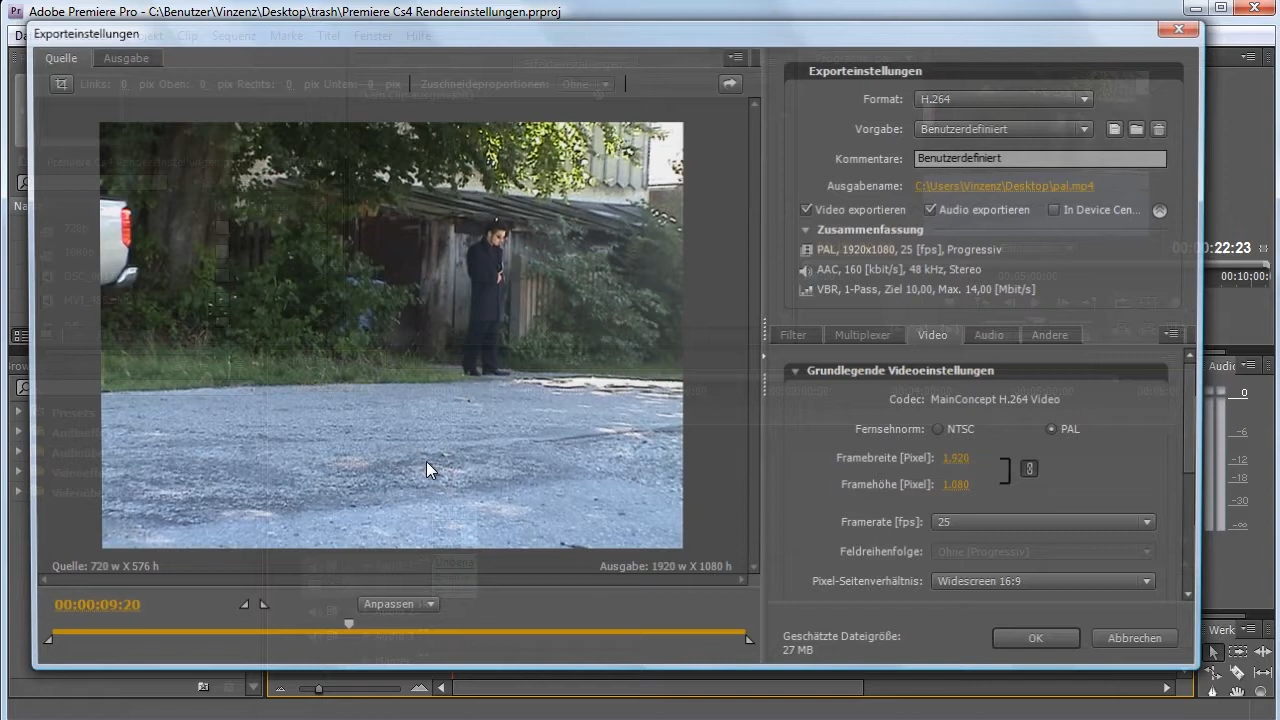 Adobe Premiere Pro - C:\Benutzer\Vinzenz\Desktop\trash\Premiere Cs4 Rendereinstellungen.prproj
Exporteinstellungen
Quelle
Ausgabe
Links: 0 pix Oben: 0 pix Rechts: 0 pix Unten: 0 pix
Zuschneideproportionen: Ohne
Exporteinstellungen
Format: H.264
Vorgabe: Benutzerdefiniert
Kommentare: Benutzerdefiniert
Ausgabename: C:\Users\Vinzenz\Desktop\pal.mp4
Video exportieren
Audio exportieren
In Device Cen...
Zusammenfassung
PAL, 1920x1080, 25 [fps], Progressiv
AAC, 160 [kbit/s], 48 kHz, Stereo
VBR, 1-Pass, Ziel 10,00, Max. 14,00 [Mbit/s]
00:00:22:23
00:10:00:
Filter
Multiplexer
Video
Audio
Andere
Grundlegende Videoeinstellungen
Codec: MainConcept H.264 Video
Fernsehnorm: NTSC PAL
Framebreite [Pixel]: 1.920
Framehöhe [Pixel]: 1.080
Framerate [fps]: 25
Feldreihenfolge: Ohne (Progressiv)
Pixel-Seitenverhältnis: Widescreen 16:9
Quelle: 720 w X 576 h
Ausgabe: 1920 w X 1080 h
00:00:09:20
Anpassen
Geschätzte Dateigröße:
27 MB
OK
Abbrechen
Audio
0
-6
-12
-18
-30
-∞
Werk